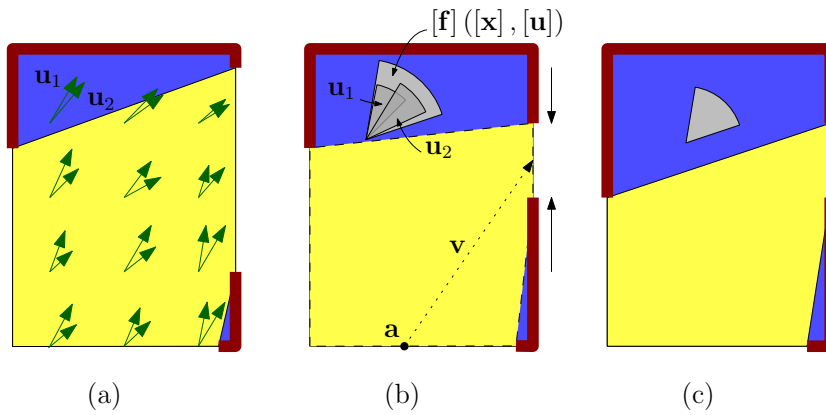 [f] ([x] , [u])
u₁
u₂
u₁
u₂
v
a
(a)
(b)
(c)